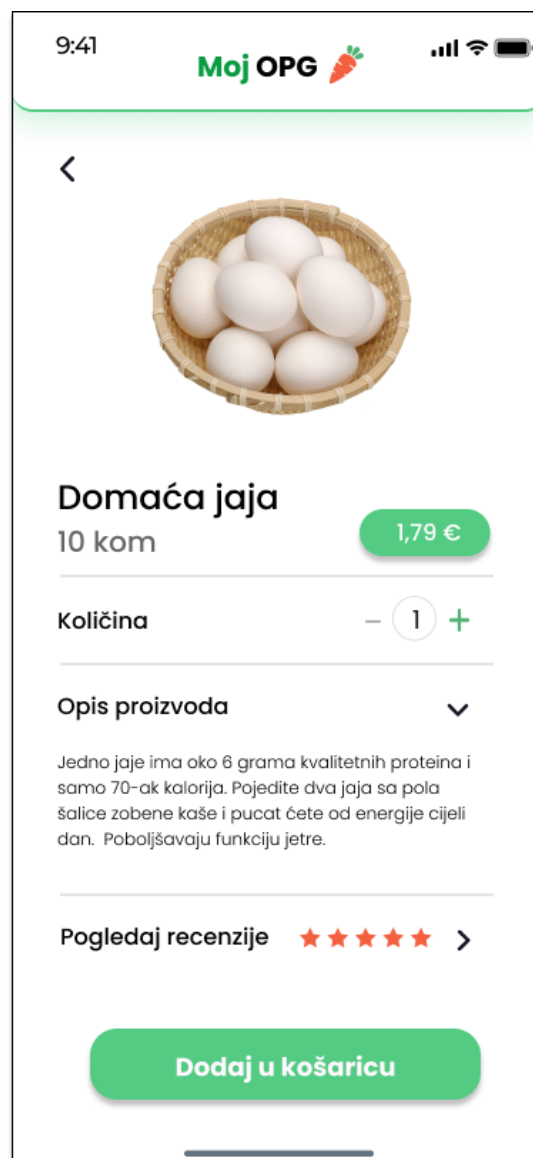 9:41
Moj OPG
Domaća jaja
10 kom
1,79 €
Količina
− 1 +
Opis proizvoda
Jedno jaje ima oko 6 grama kvalitetnih proteina i
samo 70-ak kalorija. Pojedite dva jaja sa pola
šalice zobene kaše i pucat ćete od energije cijeli
dan.  Poboljšavaju funkciju jetre.
Pogledaj recenzije
Dodaj u košaricu